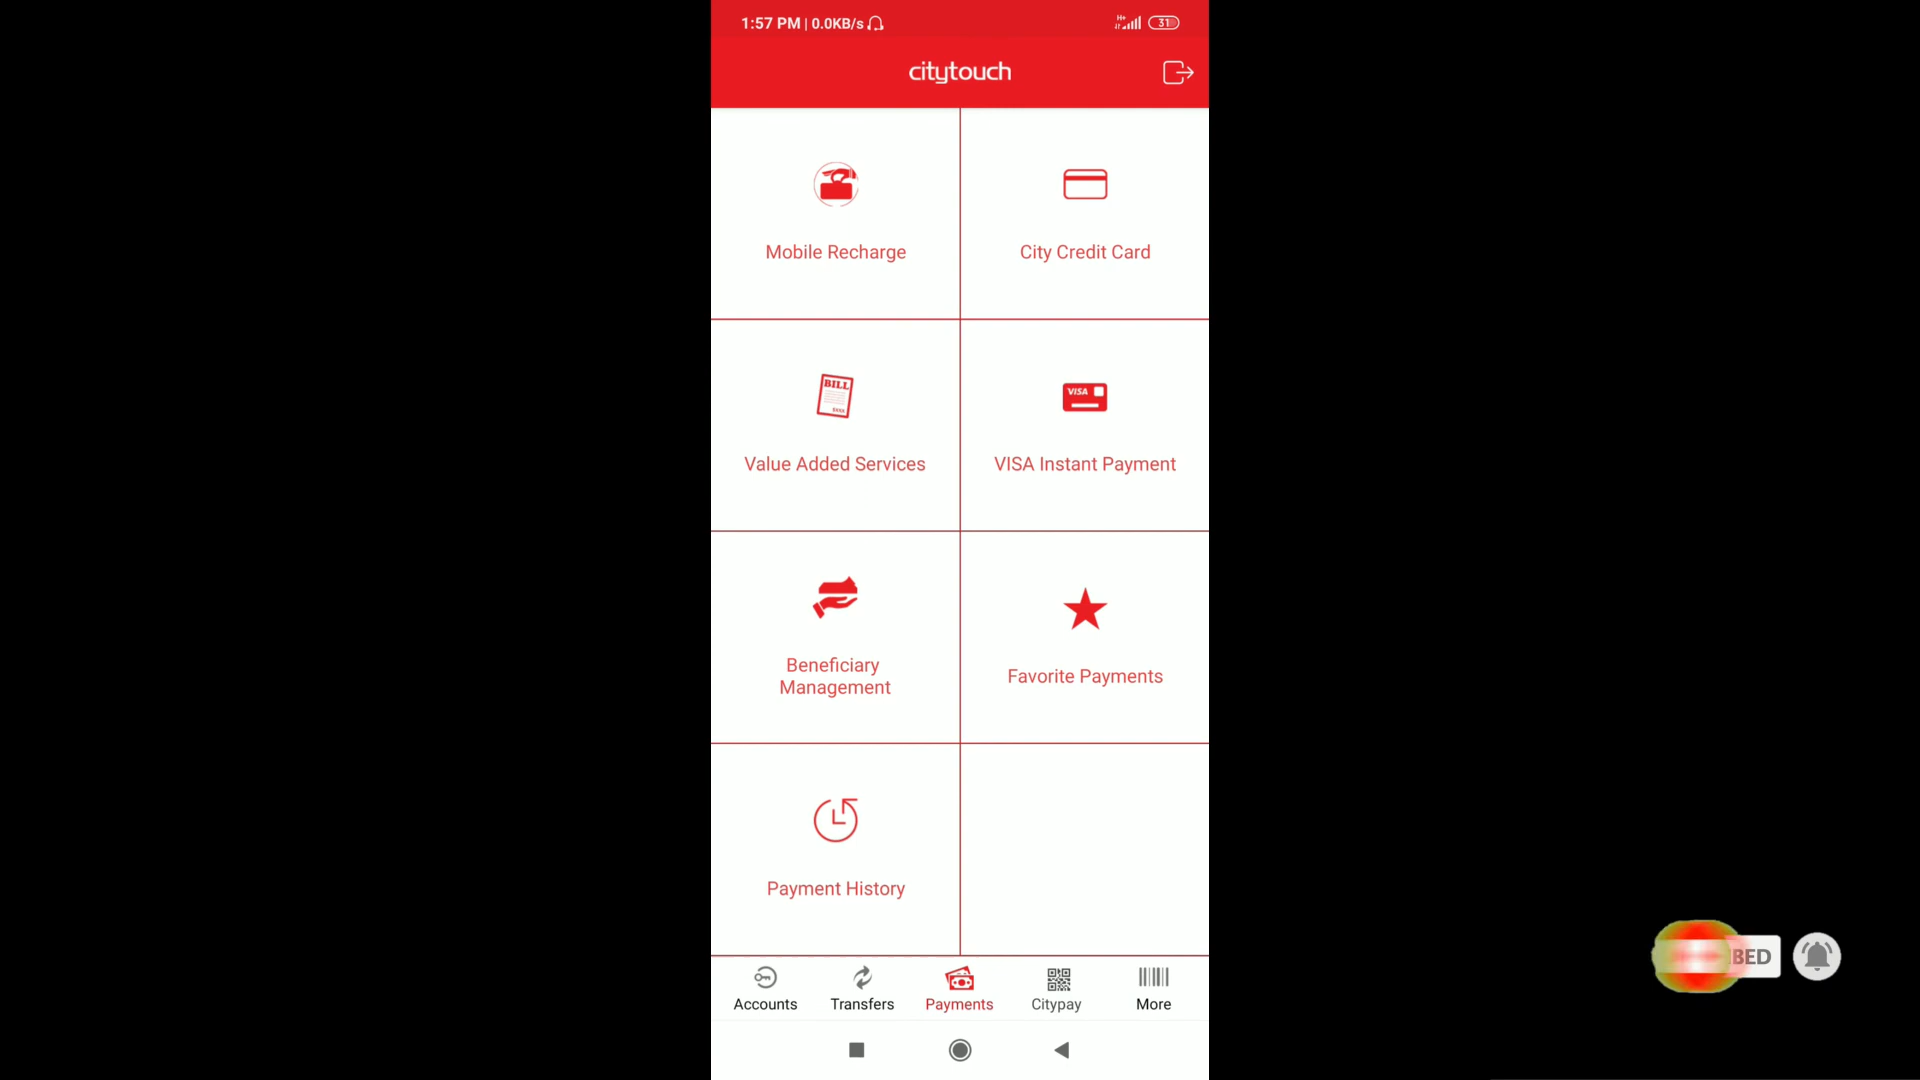 1:57 PM | 0.0KB/s
H+
31
citytouch
Mobile Recharge
City Credit Card
BILL
VISA
Value Added Services
VISA Instant Payment
Beneficiary
Management
Favorite Payments
Payment History
BED
Accounts
Transfers
Payments
Citypay
More